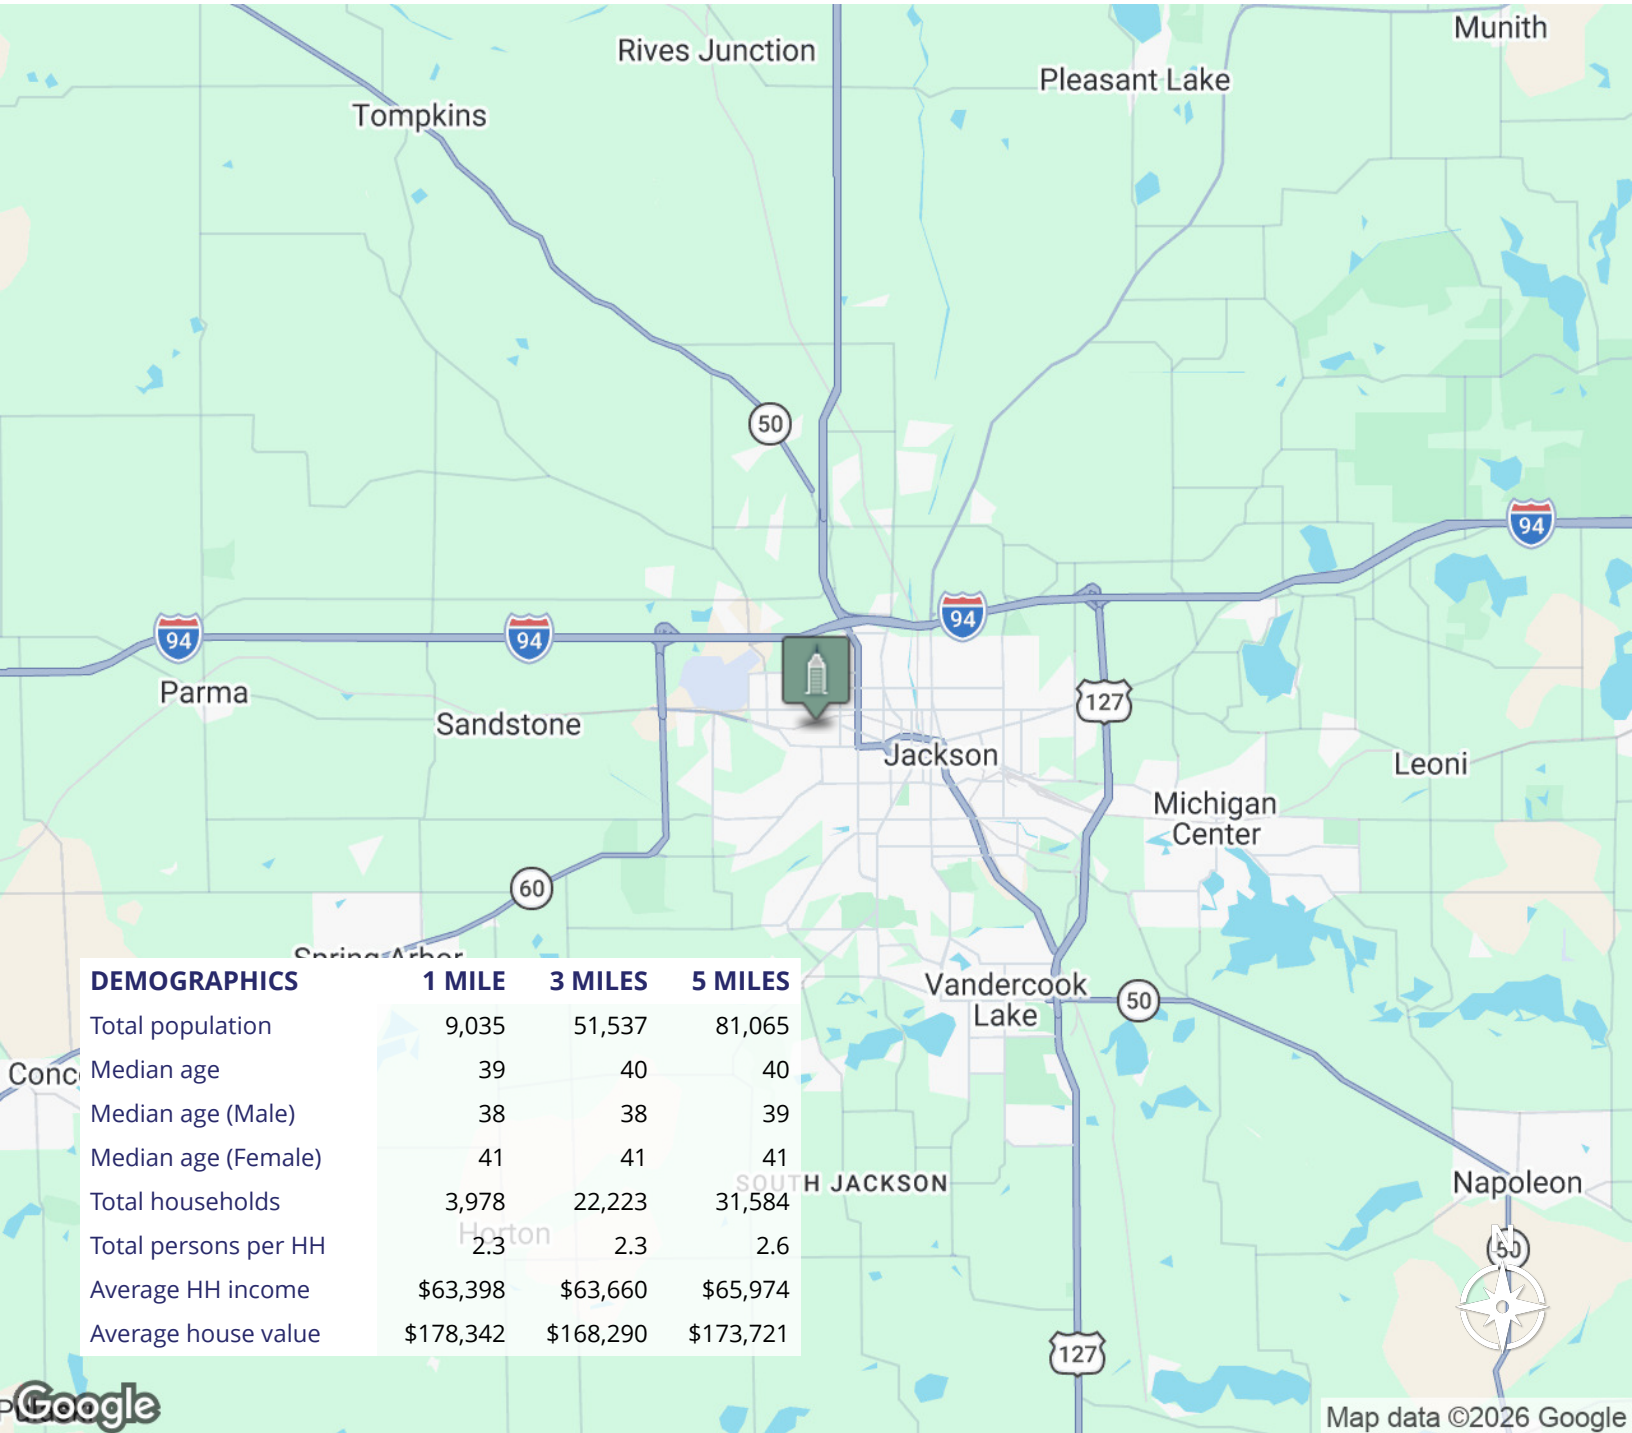 Munith
Rives Junction
Pleasant Lake
Tompkins
50
94
94
94
94
Parma
127
Sandstone
Jackson
Leoni
Michigan
Center
60
Spring Arbor
DEMOGRAPHICS 1 MILE 3 MILES 5 MILES
Total population 9,035 51,537 81,065
Median age 39 40 40
Median age (Male) 38 38 39
Median age (Female) 41 41 41
Total households 3,978 22,223 31,584
Total persons per HH 2.3 2.3 2.6
Average HH income $63,398 $63,660 $65,974
Average house value $178,342 $168,290 $173,721
Vandercook
Lake
50
Conc
SOUTH JACKSON
Napoleon
Horton
N
50
127
Google
Map data ©2026 Google